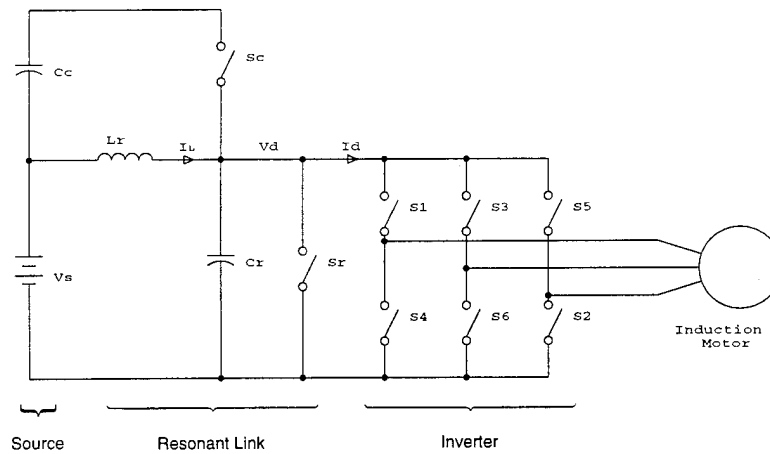 Sc
Cc
Lr
IL
Vd
Id
S1
S3
S5
Vs
Cr
Sr
S4
S6
S2
Induction
Motor
Source
Resonant Link
Inverter